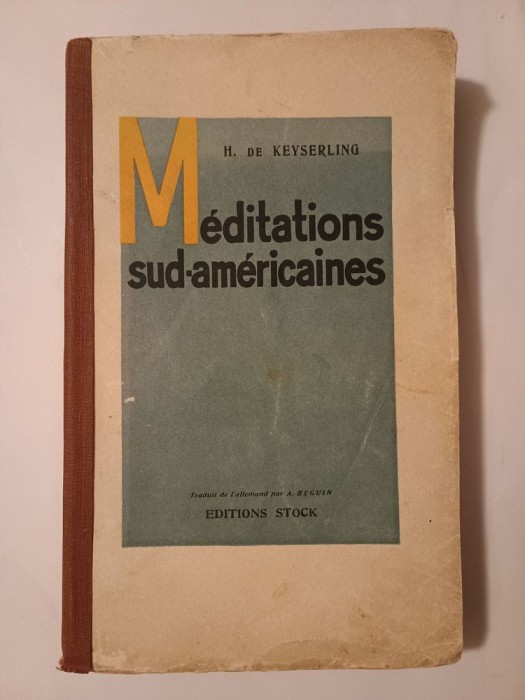 H. DE KEYSERLING
Méditations
sud-américaines
Traduit de l'allemand par A. BEGUIN
EDITIONS STOCK